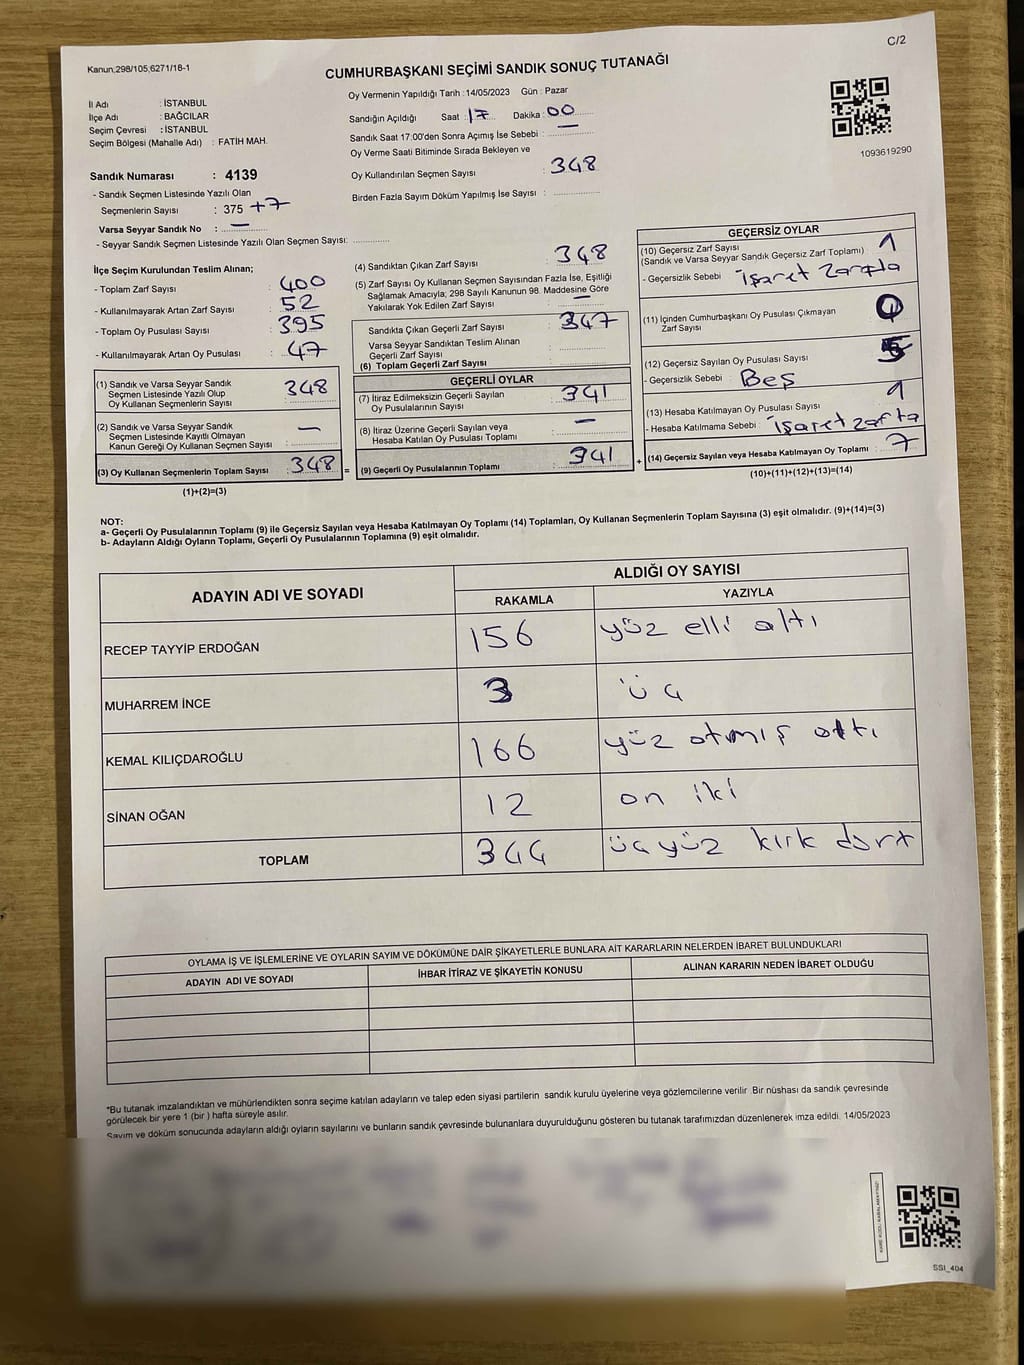 Kanun,298/105,6271/18-1
C/2
CUMHURBAŞKANI SEÇİMİ SANDIK SONUÇ TUTANAĞI
İl Adı : İSTANBUL
İlçe Adı : BAĞCILAR
Seçim Çevresi : İSTANBUL
Seçim Bölgesi (Mahalle Adı) : FATİH MAH.
Oy Vermenin Yapıldığı Tarih :14/05/2023 Gün : Pazar
Sandığın Açıldığı Saat : 17 Dakika: 00
Sandık Saat 17:00'den Sonra Açımış İse Sebebi : —
Oy Verme Saati Bitiminde Sırada Bekleyen ve
Oy Kullandırılan Seçmen Sayısı : 348
Birden Fazla Sayım Döküm Yapılmış İse Sayısı :
1093619290
Sandık Numarası : 4139
- Sandık Seçmen Listesinde Yazılı Olan
Seçmenlerin Sayısı : 375 +7
Varsa Seyyar Sandık No : —
- Seyyar Sandık Seçmen Listesinde Yazılı Olan Seçmen Sayısı:
İlçe Seçim Kurulundan Teslim Alınan;
- Toplam Zarf Sayısı : 400
- Kullanılmayarak Artan Zarf Sayısı : 52
- Toplam Oy Pusulası Sayısı : 395
- Kullanılmayarak Artan Oy Pusulası : 47
(1) Sandık ve Varsa Seyyar Sandık
Seçmen Listesinde Yazılı Olup
Oy Kullanan Seçmenlerin Sayısı : 348
(2) Sandık ve Varsa Seyyar Sandık
Seçmen Listesinde Kayıtlı Olmayan
Kanun Gereği Oy Kullanan Seçmen Sayısı : —
(3) Oy Kullanan Seçmenlerin Toplam Sayısı : 348 =
(1)+(2)=(3)
(4) Sandıktan Çıkan Zarf Sayısı : 348
(5) Zarf Sayısı Oy Kullanan Seçmen Sayısından Fazla İse, Eşitliği
Sağlamak Amacıyla; 298 Sayılı Kanunun 98. Maddesine Göre
Yakılarak Yok Edilen Zarf Sayısı : —
Sandıkta Çıkan Geçerli Zarf Sayısı : 347
Varsa Seyyar Sandıktan Teslim Alınan
Geçerli Zarf Sayısı :
(6) Toplam Geçerli Zarf Sayısı :
GEÇERLİ OYLAR
(7) İtiraz Edilmeksizin Geçerli Sayılan
Oy Pusulalarının Sayısı : 341
(8) İtiraz Üzerine Geçerli Sayılan veya
Hesaba Katılan Oy Pusulası Toplamı : —
(9) Geçerli Oy Pusulalarının Toplamı : 341 +
GEÇERSİZ OYLAR
(10) Geçersiz Zarf Sayısı : 1
(Sandık ve Varsa Seyyar Sandık Geçersiz Zarf Toplamı)
- Geçersizlik Sebebi : işaret Zarfta
(11) İçinden Cumhurbaşkanı Oy Pusulası Çıkmayan
Zarf Sayısı : 0
(12) Geçersiz Sayılan Oy Pusulası Sayısı : 5
- Geçersizlik Sebebi : Beş
(13) Hesaba Katılmayan Oy Pusulası Sayısı : 1
- Hesaba Katılmama Sebebi : işaret zafta
(14) Geçersiz Sayılan veya Hesaba Katılmayan Oy Toplamı : 7
(10)+(11)+(12)+(13)=(14)
NOT:
a- Geçerli Oy Pusulalarının Toplamı (9) ile Geçersiz Sayılan veya Hesaba Katılmayan Oy Toplamı (14) Toplamları, Oy Kullanan Seçmenlerin Toplam Sayısına (3) eşit olmalıdır. (9)+(14)=(3)
b- Adayların Aldığı Oyların Toplamı, Geçerli Oy Pusulalarının Toplamına (9) eşit olmalıdır.
ADAYIN ADI VE SOYADI
ALDIĞI OY SAYISI
RAKAMLA YAZIYLA
RECEP TAYYİP ERDOĞAN 156 yüz elli altı
MUHARREM İNCE 3 üç
KEMAL KILIÇDAROĞLU 166 yüz atmış altı
SİNAN OĞAN 12 on iki
TOPLAM 344 üçyüz kırk dört
OYLAMA İŞ VE İŞLEMLERİNE VE OYLARIN SAYIM VE DÖKÜMÜNE DAİR ŞİKAYETLERLE BUNLARA AİT KARARLARIN NELERDEN İBARET BULUNDUKLARI
ADAYIN ADI VE SOYADI İHBAR İTİRAZ VE ŞİKAYETİN KONUSU ALINAN KARARIN NEDEN İBARET OLDUĞU
*Bu tutanak imzalandıktan ve mühürlendikten sonra seçime katılan adayların ve talep eden siyasi partilerin sandık kurulu üyelerine veya gözlemcilerine verilir. Bir nüshası da sandık çevresinde
görülecek bir yere 1 (bir ) hafta süreyle asılır.
Sayım ve döküm sonucunda adayların aldığı oyların sayılarını ve bunların sandık çevresinde bulunanlara duyurulduğunu gösteren bu tutanak tarafımızdan düzenlenerek imza edildi. 14/05/2023
SSI_404